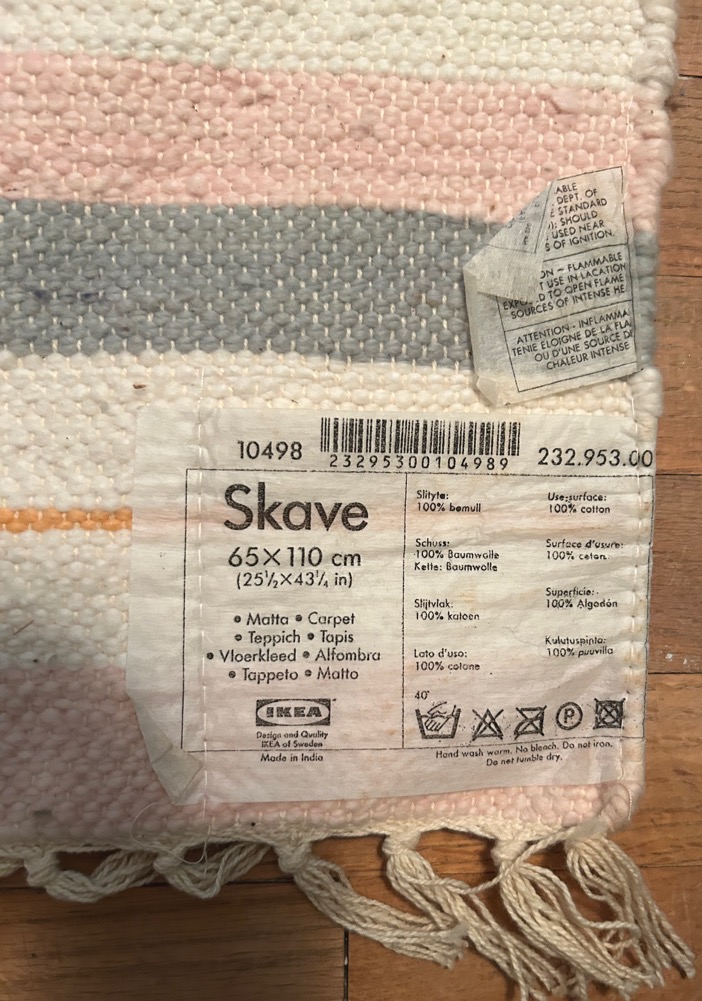 ABLE
DEPT. OF
STANDARD
SHOULD
USED NEAR
S OF IGNITION.
ON - FLAMMABLE
T USE IN LACATION
D TO OPEN FLAME
SOURCES OF INTENSE HE
ATTENTION - INFLAMMA
TENIE ELOIGNE DE LA FLA
OU D'UNE SOURCE D
CHALEUR INTENSE
10498
23295300104989
232.953.00
Skave
65×110 cm
(25½×43¼ in)
• Matta • Carpet
• Teppich • Tapis
• Vloerkleed • Alfombra
• Tappeto • Matto
IKEA
Design and Quality
IKEA of Sweden
Made in India
Slityta:
100% bomull
Schuss:
100% Baumwolle
Kette: Baumwolle
Slijtvlak:
100% katoen
Lato d'uso:
100% cotone
Use:surface:
100% cotton
Surface d'usure:
100% coton
Superficie:
100% Algodón
Kulutuspinta:
100% puuvilla
40°
P
Hand wash warm. No bleach. Do not iron.
Do not tumble dry.